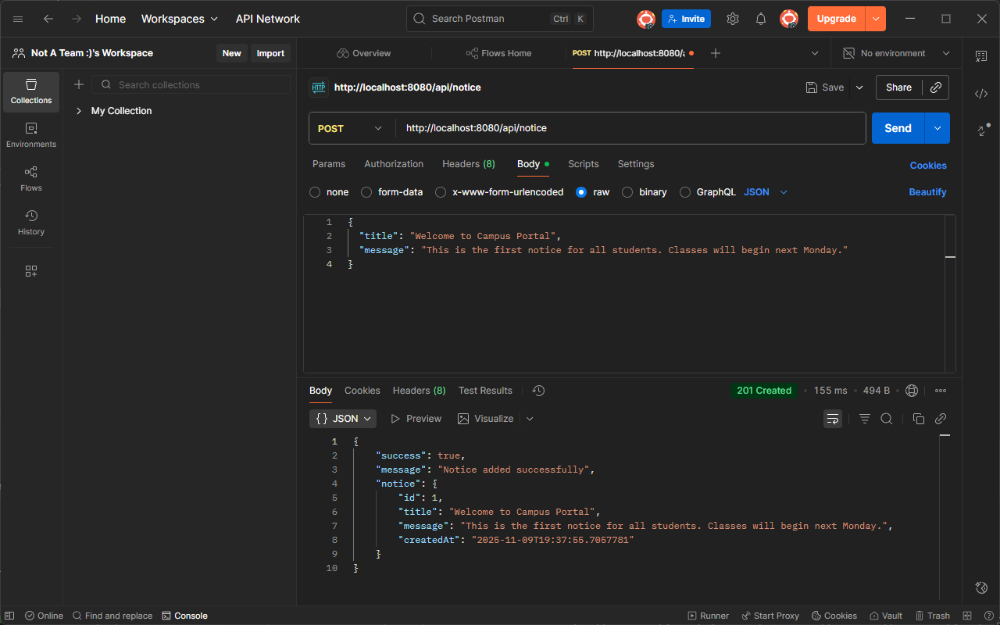 Home Workspaces API Network Search Postman Ctrl K Invite Upgrade
Not A Team :)'s Workspace New Import Overview Flows Home POST http://localhost:8080/a No environment
Collections
Environments
Flows
History
Search collections
My Collection
HTTP http://localhost:8080/api/notice Save Share
POST http://localhost:8080/api/notice Send
Params Authorization Headers (8) Body Scripts Settings Cookies
none form-data x-www-form-urlencoded raw binary GraphQL JSON Beautify
1 {
2 "title": "Welcome to Campus Portal",
3 "message": "This is the first notice for all students. Classes will begin next Monday."
4 }
Body Cookies Headers (8) Test Results 201 Created • 155 ms • 494 B
{} JSON Preview Visualize
1 {
2 "success": true,
3 "message": "Notice added successfully",
4 "notice": {
5 "id": 1,
6 "title": "Welcome to Campus Portal",
7 "message": "This is the first notice for all students. Classes will begin next Monday.",
8 "createdAt": "2025-11-09T19:37:55.7057781"
9 }
10 }
Online Find and replace Console Runner Start Proxy Cookies Vault Trash